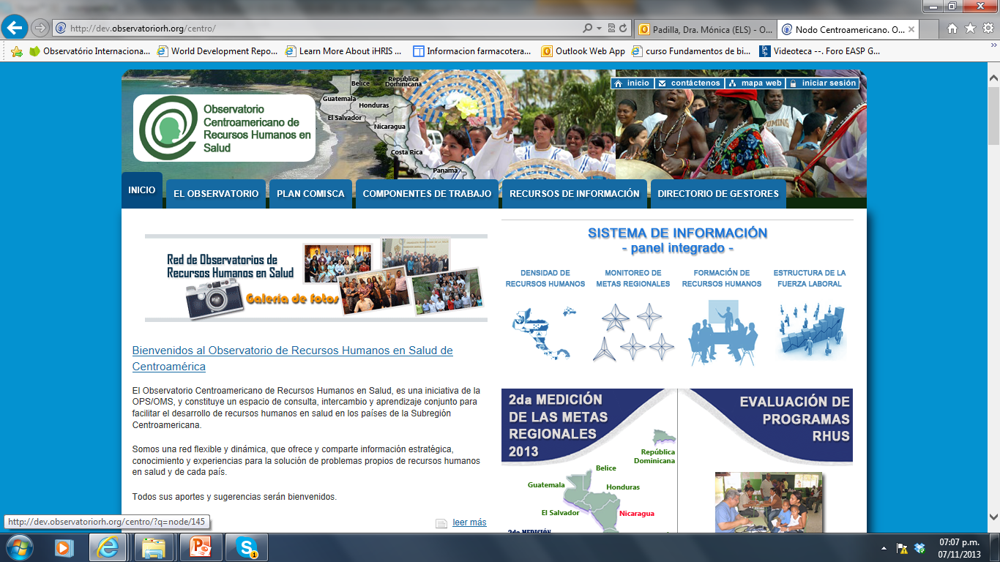 http://dev.observatoriorh.org/centro/
Padilla, Dra. Mónica (ELS) - O...
Nodo Centroamericano. O...
Observatório Internaciona...
World Development Repo...
Learn More About iHRIS ...
Informacion farmacotera...
Outlook Web App
curso Fundamentos de bi...
Videoteca --. Foro EASP G...
inicio
contáctenos
mapa web
iniciar sesión
Observatorio
Centroamericano de
Recursos Humanos en
Salud
Belice
República
Dominicana
Guatemala
Honduras
El Salvador
Nicaragua
Costa Rica
Panama
INICIO
EL OBSERVATORIO
PLAN COMISCA
COMPONENTES DE TRABAJO
RECURSOS DE INFORMACIÓN
DIRECTORIO DE GESTORES
Red de Observatorios de
Recursos Humanos en Salud
Galería de fotos
Bienvenidos al Observatorio de Recursos Humanos en Salud de
Centroamérica
El Observatorio Centroamericano de Recursos Humanos en Salud, es una iniciativa de la
OPS/OMS, y constituye un espacio de consulta, intercambio y aprendizaje conjunto para
facilitar el desarrollo de recursos humanos en salud en los países de la Subregión
Centroamericana.
Somos una red flexible y dinámica, que ofrece y comparte información estratégica,
conocimiento y experiencias para la solución de problemas propios de recursos humanos
en salud y de cada país.
Todos sus aportes y sugerencias serán bienvenidos.
leer más
SISTEMA DE INFORMACIÓN
- panel integrado -
DENSIDAD DE
RECURSOS HUMANOS
MONITOREO DE
METAS REGIONALES
FORMACIÓN DE
RECURSOS HUMANOS
ESTRUCTURA DE LA
FUERZA LABORAL
2da MEDICIÓN
DE LAS METAS
REGIONALES
2013
República
Dominicana
Belice
Guatemala
Honduras
El Salvador
Nicaragua
2da MEDICIÓN
EVALUACIÓN DE
PROGRAMAS
RHUS
http://dev.observatoriorh.org/centro/?q=node/145
07:07 p.m.
07/11/2013